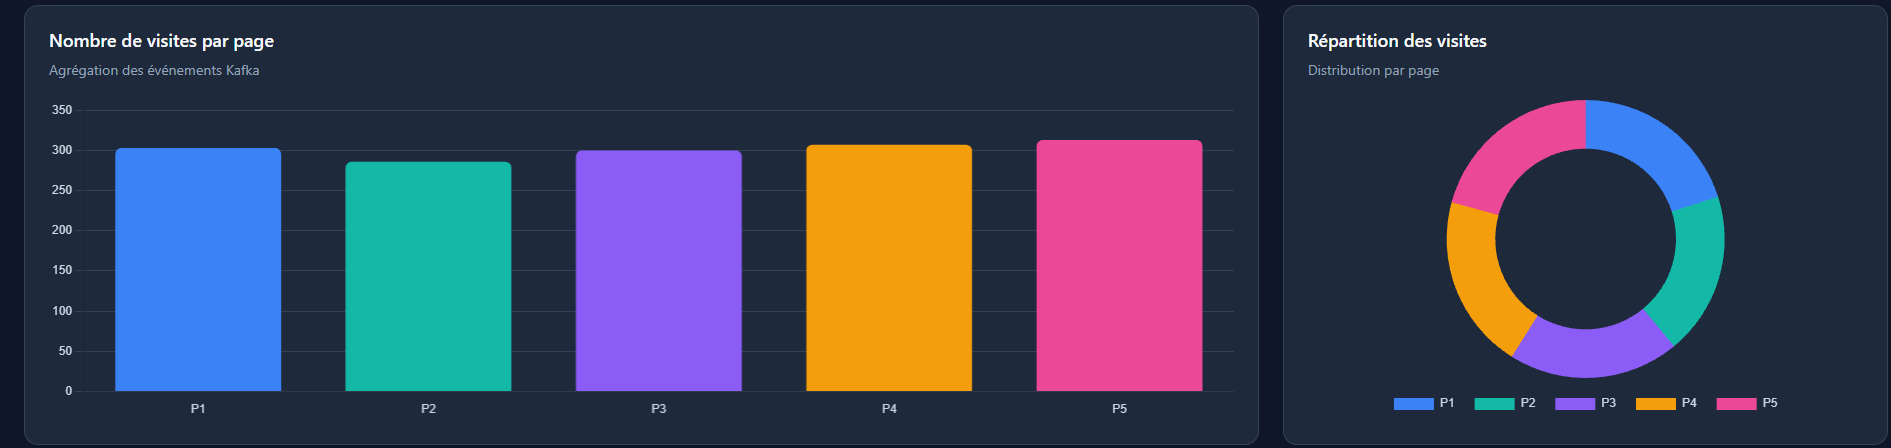 Nombre de visites par page
Agrégation des événements Kafka
350
300
250
200
150
100
50
0
P1 P2 P3 P4 P5
Répartition des visites
Distribution par page
P1 P2 P3 P4 P5